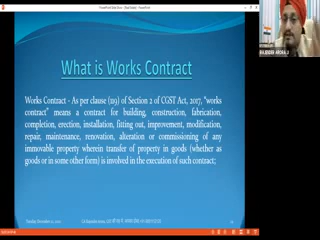 What is Works Contract
Works Contract - As per clause (119) of Section 2 of CGST Act, 2017, "works
contract" means a contract for building, construction, fabrication,
completion, erection, installation, fitting out, improvement, modification,
repair, maintenance, renovation, alteration or commissioning of any
immovable property wherein transfer of property in goods (whether as
goods or in some other form) is involved in the execution of such contract;